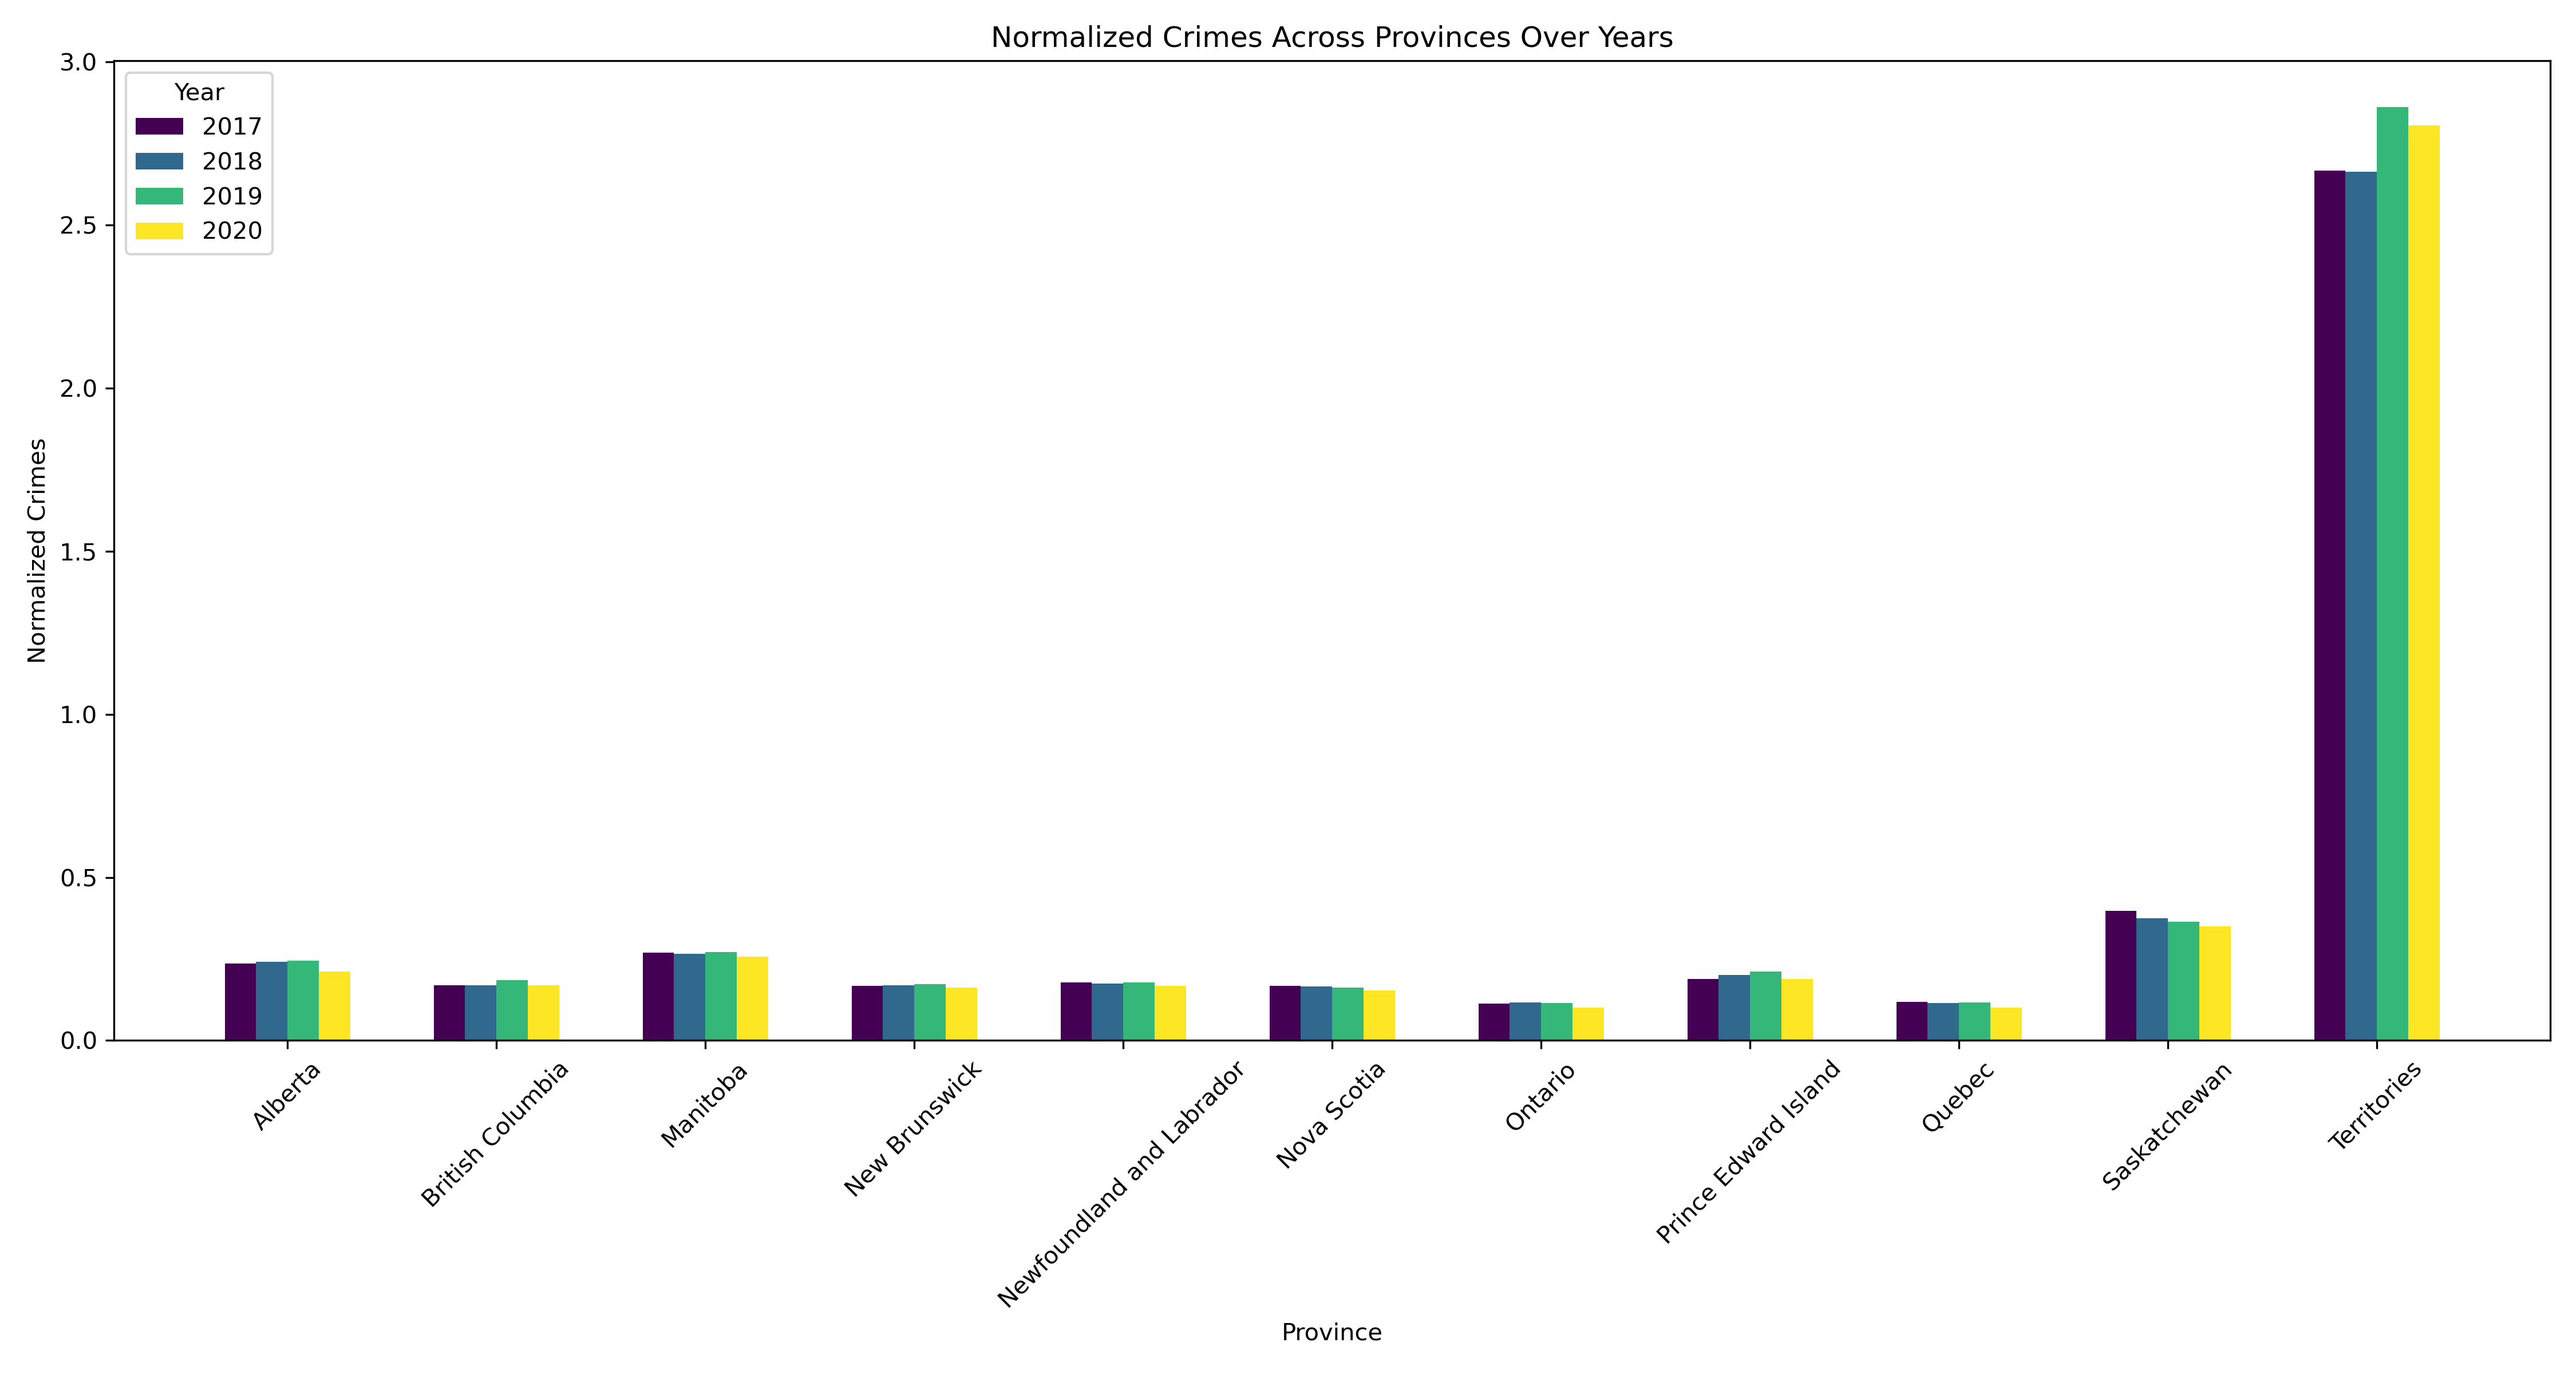 Normalized Crimes Across Provinces Over Years
Year
2017
2018
2019
2020
Normalized Crimes
3.0
2.5
2.0
1.5
1.0
0.5
0.0
Alberta
British Columbia
Manitoba
New Brunswick
Newfoundland and Labrador
Nova Scotia
Ontario
Prince Edward Island
Quebec
Saskatchewan
Territories
Province